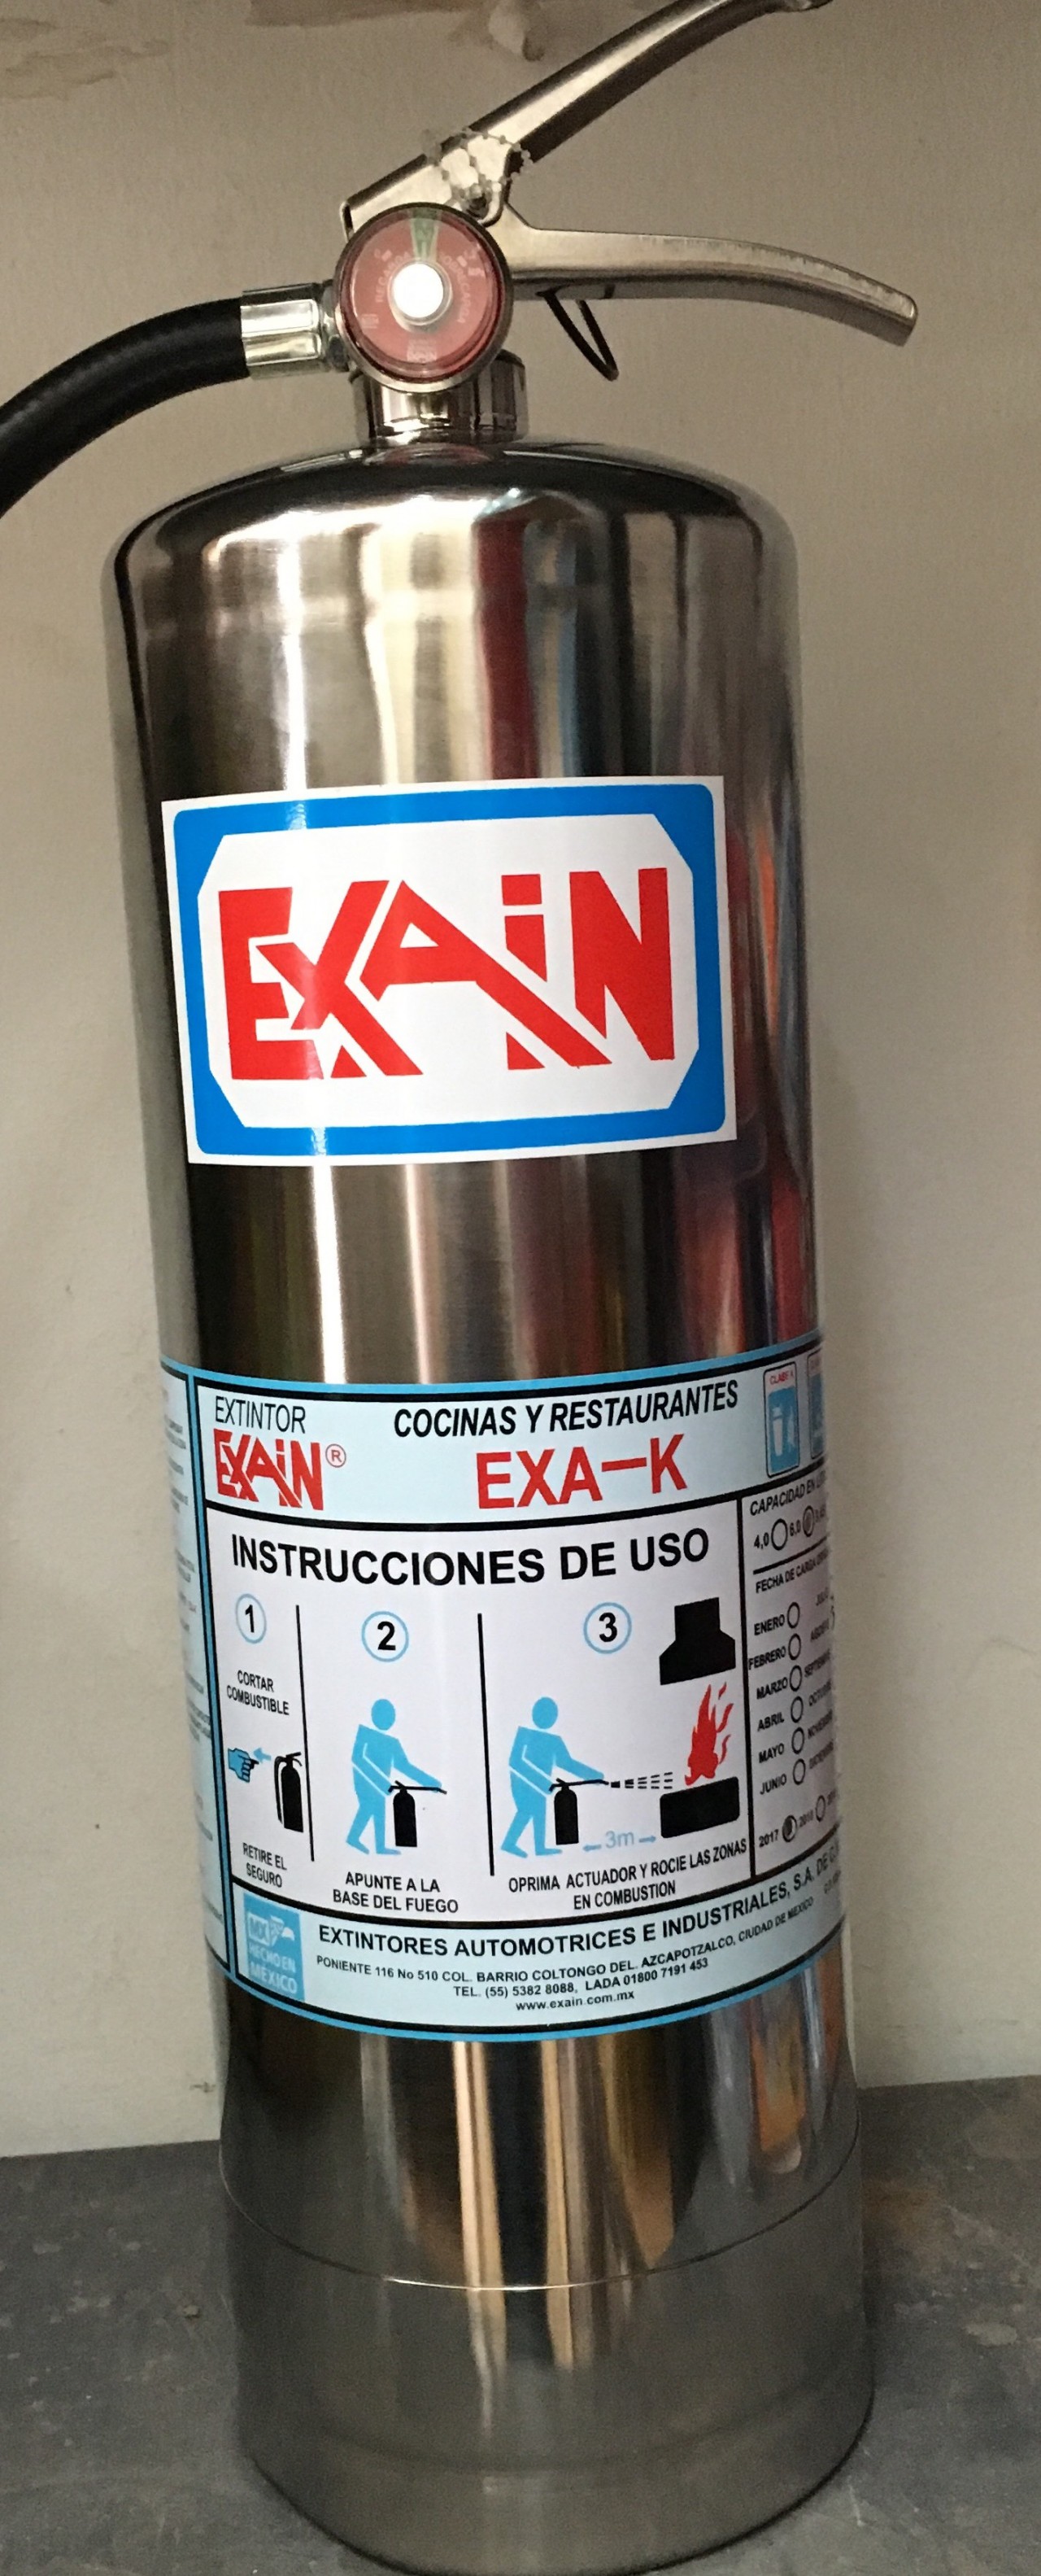 EXAiN
EXTINTOR
EXAiN®
COCINAS Y RESTAURANTES
EXA-K
CLASE A
INSTRUCCIONES DE USO
1
CORTAR
COMBUSTIBLE
RETIRE EL
SEGURO
2
APUNTE A LA
BASE DEL FUEGO
3
3m
OPRIMA ACTUADOR Y ROCIE LAS ZONAS
EN COMBUSTION
CAPACIDAD EN
4,0 6.0
FECHA DE CARGA
ENERO
FEBRERO
MARZO
ABRIL
MAYO
JUNIO
2017
MX
HECHO EN
MÉXICO
EXTINTORES AUTOMOTRICES E INDUSTRIALES, S.A. DE C.V.
PONIENTE 116 No 510 COL. BARRIO COLTONGO DEL. AZCAPOTZALCO, CIUDAD DE MEXICO
TEL. (55) 5382 8088, LADA 01800 7191 453
www.exain.com.mx